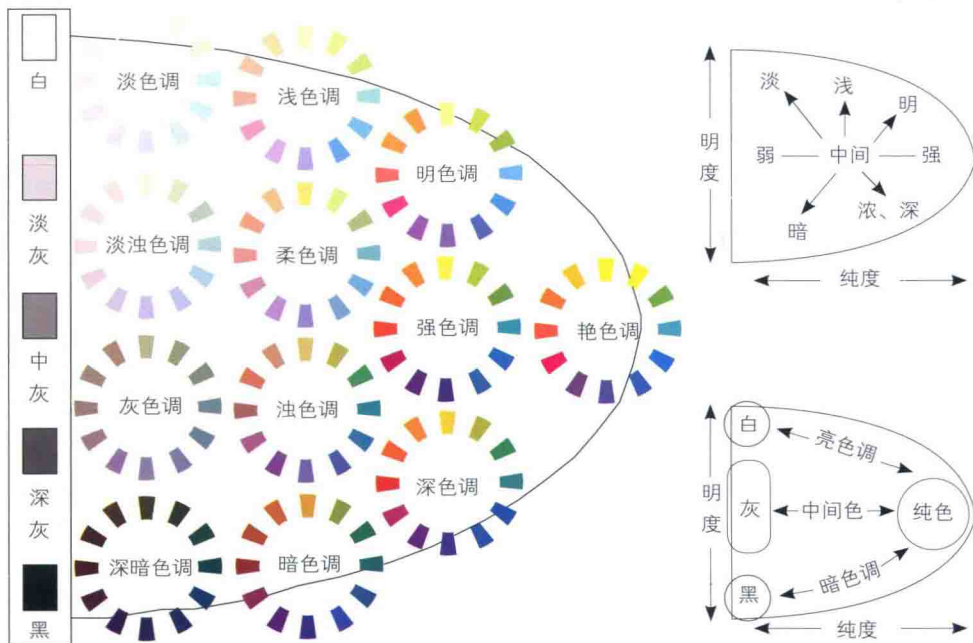 白
淡
灰
中
灰
深
灰
黑
淡色调
浅色调
明色调
淡浊色调
柔色调
强色调
艳色调
灰色调
浊色调
深色调
深暗色调
暗色调
淡
浅
明
弱
中间
强
暗
浓、深
明
度
纯度
白
亮色调
灰
中间色
纯色
黑
暗色调
明
度
纯度